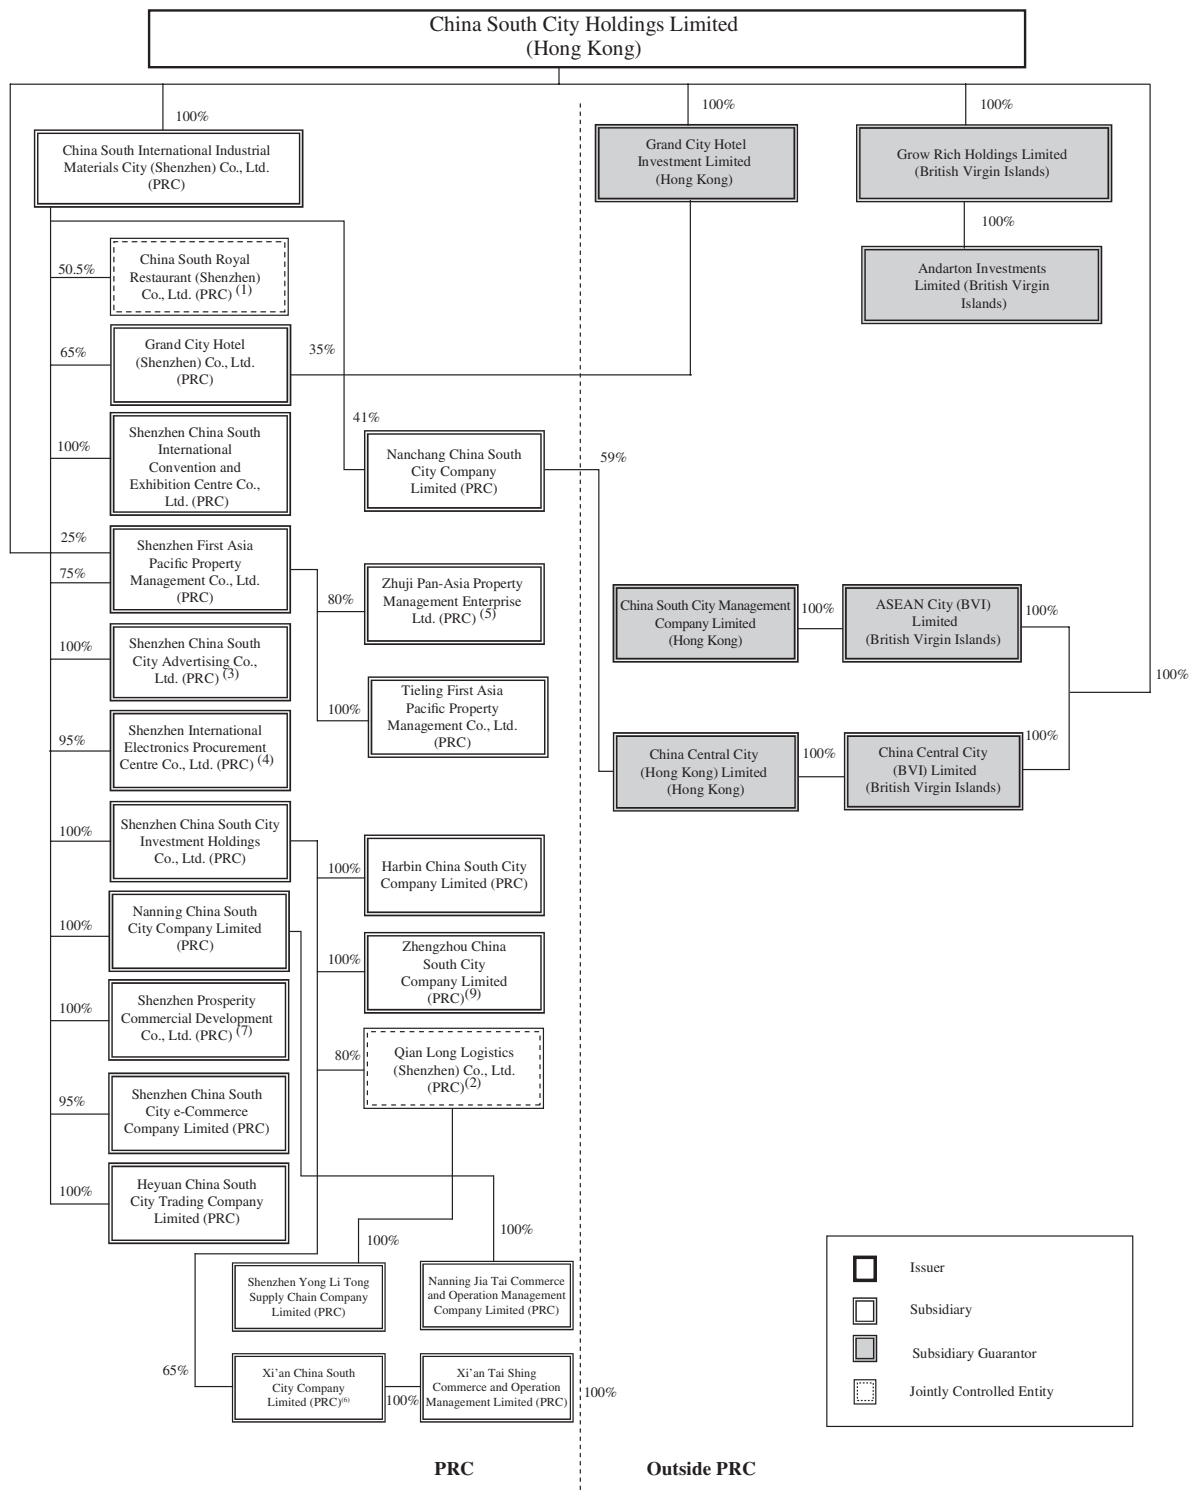 China South City Holdings Limited
(Hong Kong)
100%
100%
100%
China South International Industrial
Materials City (Shenzhen) Co., Ltd.
(PRC)
Grand City Hotel
Investment Limited
(Hong Kong)
Grow Rich Holdings Limited
(British Virgin Islands)
100%
Andarton Investments
Limited (British Virgin
Islands)
50.5%
China South Royal
Restaurant (Shenzhen)
Co., Ltd. (PRC) (1)
65%
Grand City Hotel
(Shenzhen) Co., Ltd.
(PRC)
35%
100%
Shenzhen China South
International
Convention and
Exhibition Centre Co.,
Ltd. (PRC)
41%
Nanchang China South
City Company
Limited (PRC)
59%
25%
75%
Shenzhen First Asia
Pacific Property
Management Co., Ltd.
(PRC)
80%
Zhuji Pan-Asia Property
Management Enterprise
Ltd. (PRC) (5)
China South City Management
Company Limited
(Hong Kong)
100%
ASEAN City (BVI)
Limited
(British Virgin Islands)
100%
100%
Shenzhen China South
City Advertising Co.,
Ltd. (PRC) (3)
100%
100%
Tieling First Asia
Pacific Property
Management Co., Ltd.
(PRC)
95%
Shenzhen International
Electronics Procurement
Centre Co., Ltd. (PRC) (4)
China Central City
(Hong Kong) Limited
(Hong Kong)
100%
China Central City
(BVI) Limited
(British Virgin Islands)
100%
100%
Shenzhen China South City
Investment Holdings
Co., Ltd. (PRC)
100%
Harbin China South City
Company Limited (PRC)
100%
Nanning China South
City Company Limited
(PRC)
100%
Zhengzhou China
South City
Company Limited
(PRC)(9)
100%
Shenzhen Prosperity
Commercial Development
Co., Ltd. (PRC) (7)
80%
Qian Long Logistics
(Shenzhen) Co., Ltd.
(PRC)(2)
95%
Shenzhen China South
City e-Commerce
Company Limited (PRC)
100%
Heyuan China South
City Trading Company
Limited (PRC)
100%
100%
Shenzhen Yong Li Tong
Supply Chain Company
Limited (PRC)
Nanning Jia Tai Commerce
and Operation Management
Company Limited (PRC)
65%
Xi’an China South
City Company
Limited (PRC)(6)
100%
Xi’an Tai Shing
Commerce and Operation
Management Limited (PRC)
100%
Issuer
Subsidiary
Subsidiary Guarantor
Jointly Controlled Entity
PRC
Outside PRC